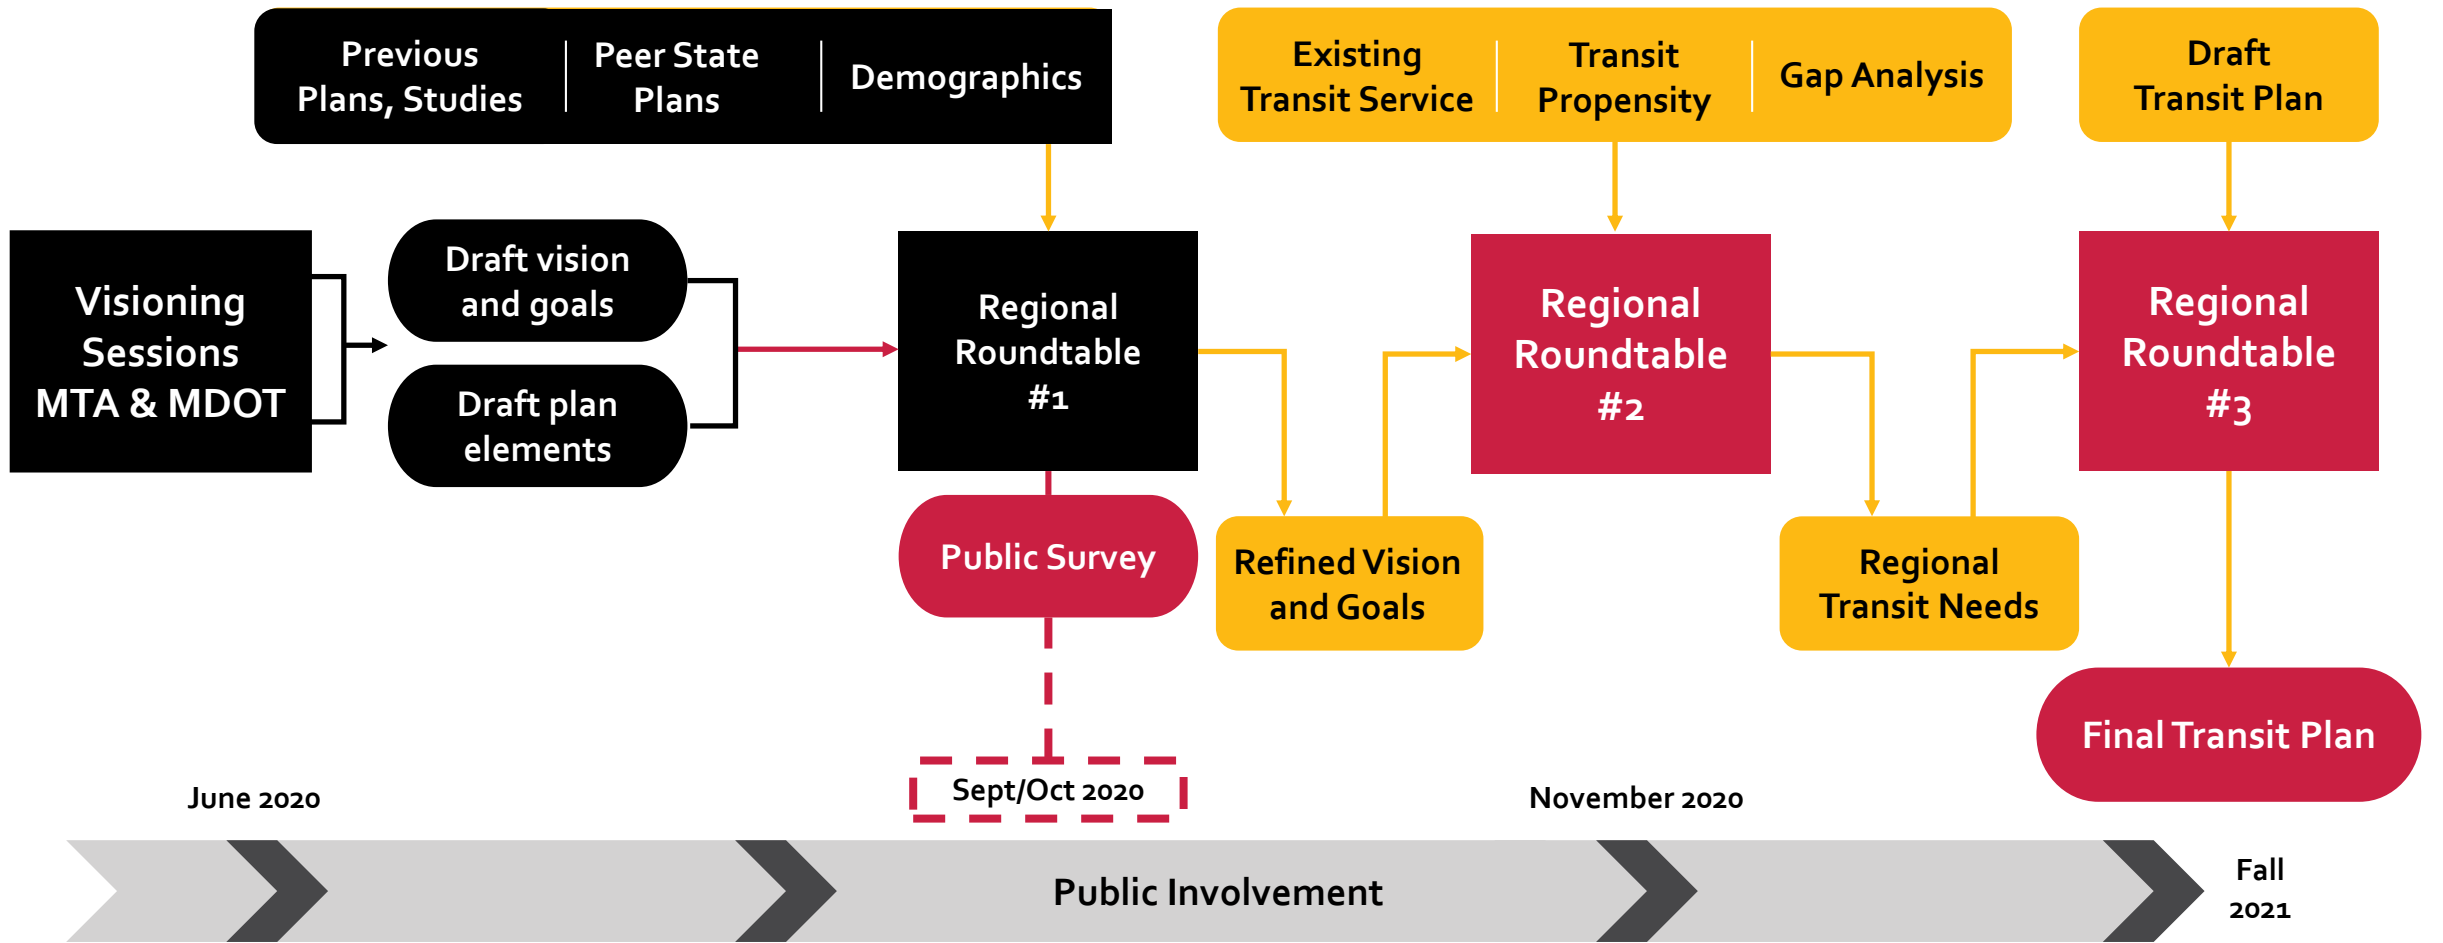 Previous
Plans, Studies
Peer State
Plans
Demographics
Existing
Transit Service
Transit
Propensity
Gap Analysis
Draft
Transit Plan
Visioning
Sessions
MTA & MDOT
Draft vision
and goals
Draft plan
elements
Regional
Roundtable
#1
Regional
Roundtable
#2
Regional
Roundtable
#3
Public Survey
Refined Vision
and Goals
Regional
Transit Needs
Final Transit Plan
June 2020
Sept/Oct 2020
November 2020
Public Involvement
Fall
2021